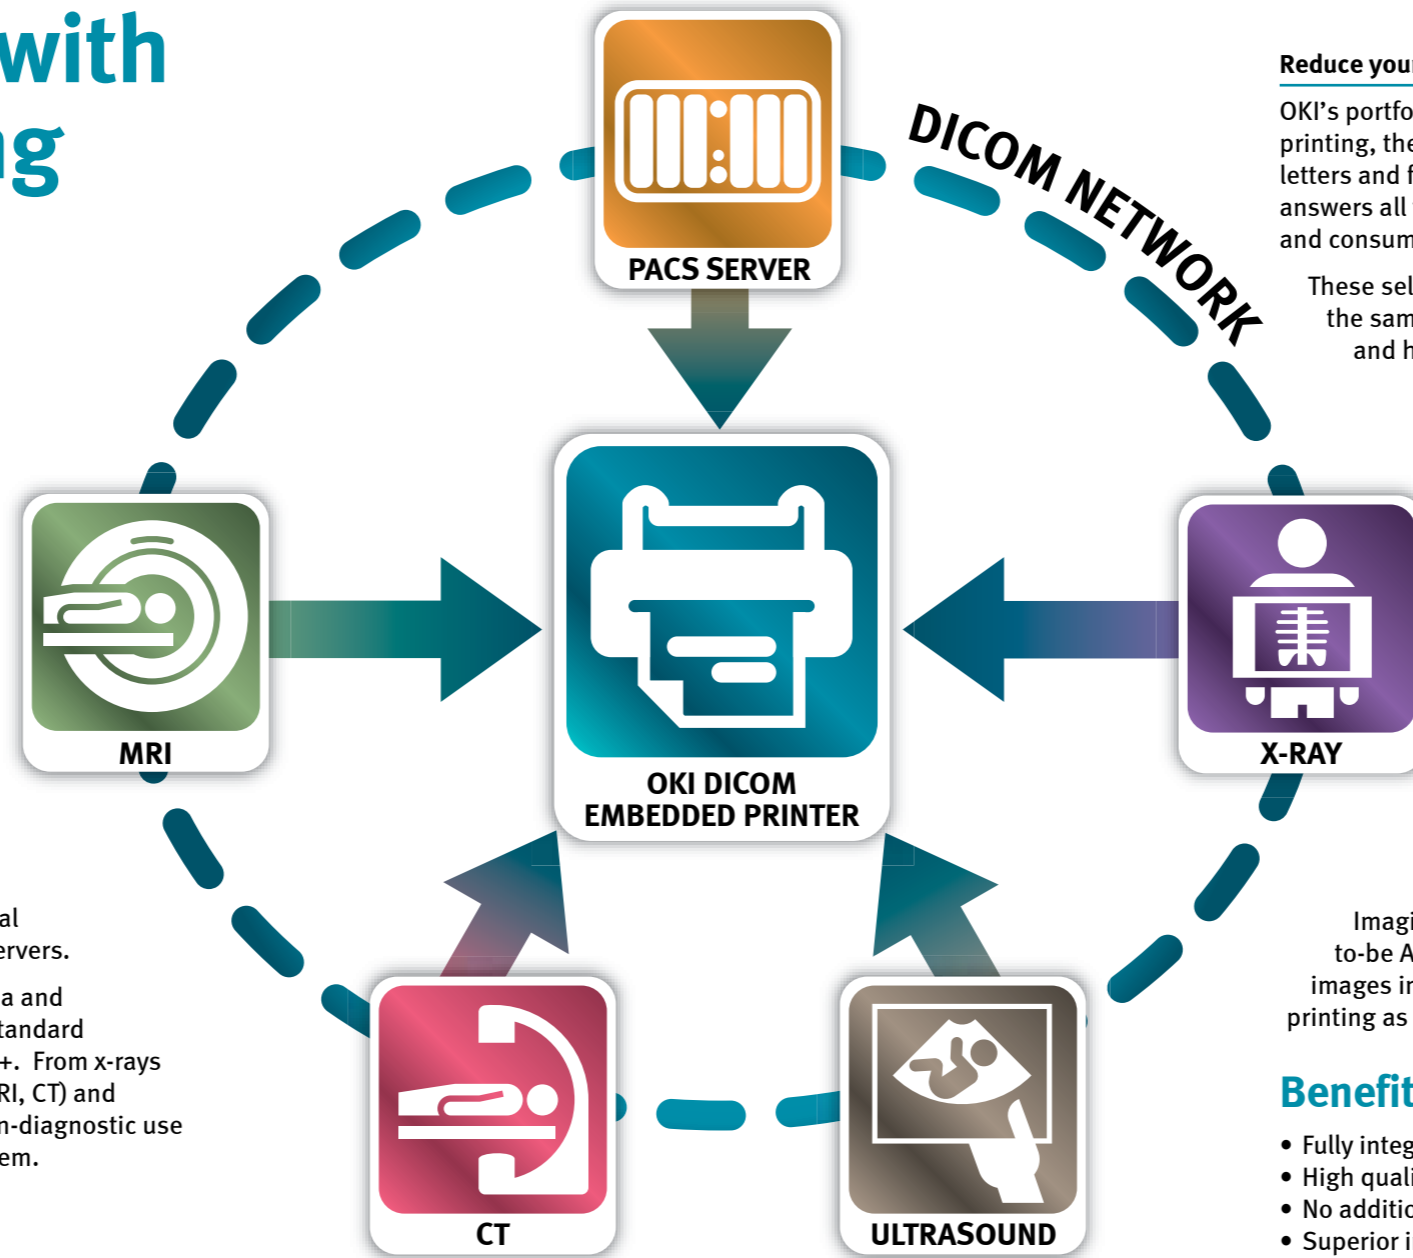 with
ng
PACS SERVER
DICOM NETWORK
Reduce your
OKI’s portfo
printing, the
letters and f
answers all
and consum
These sel
the sam
and h
MRI
OKI DICOM
EMBEDDED PRINTER
X-RAY
al
ervers.
a and
tandard
+. From x-rays
RI, CT) and
n-diagnostic use
em.
CT
ULTRASOUND
Imagi
to-be A
images in
printing as
Benefit
• Fully integ
• High quali
• No additio
• Superior i